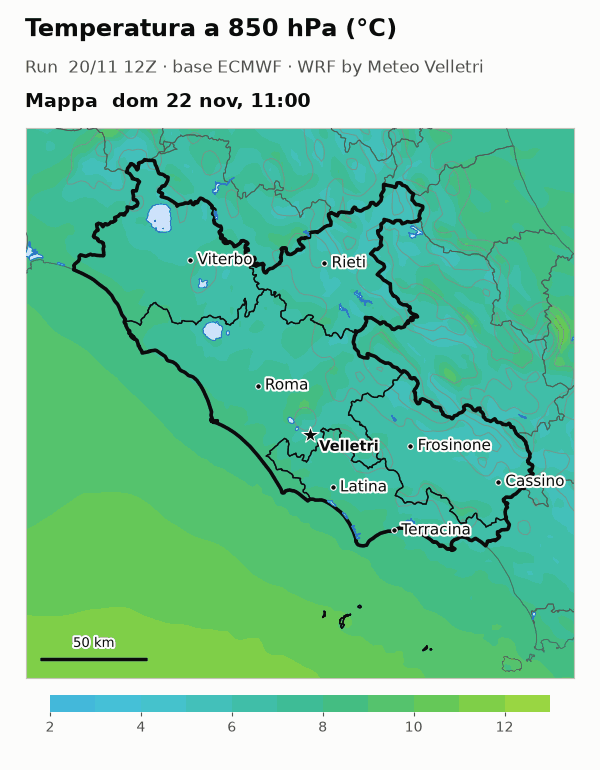 Temperatura a 850 hPa (°C)
Run  20/11 12Z · base ECMWF · WRF by Meteo Velletri
Mappa  dom 22 nov, 11:00
Viterbo
Rieti
Roma
Velletri
Frosinone
Cassino
Latina
Terracina
50 km
2 4 6 8 10 12